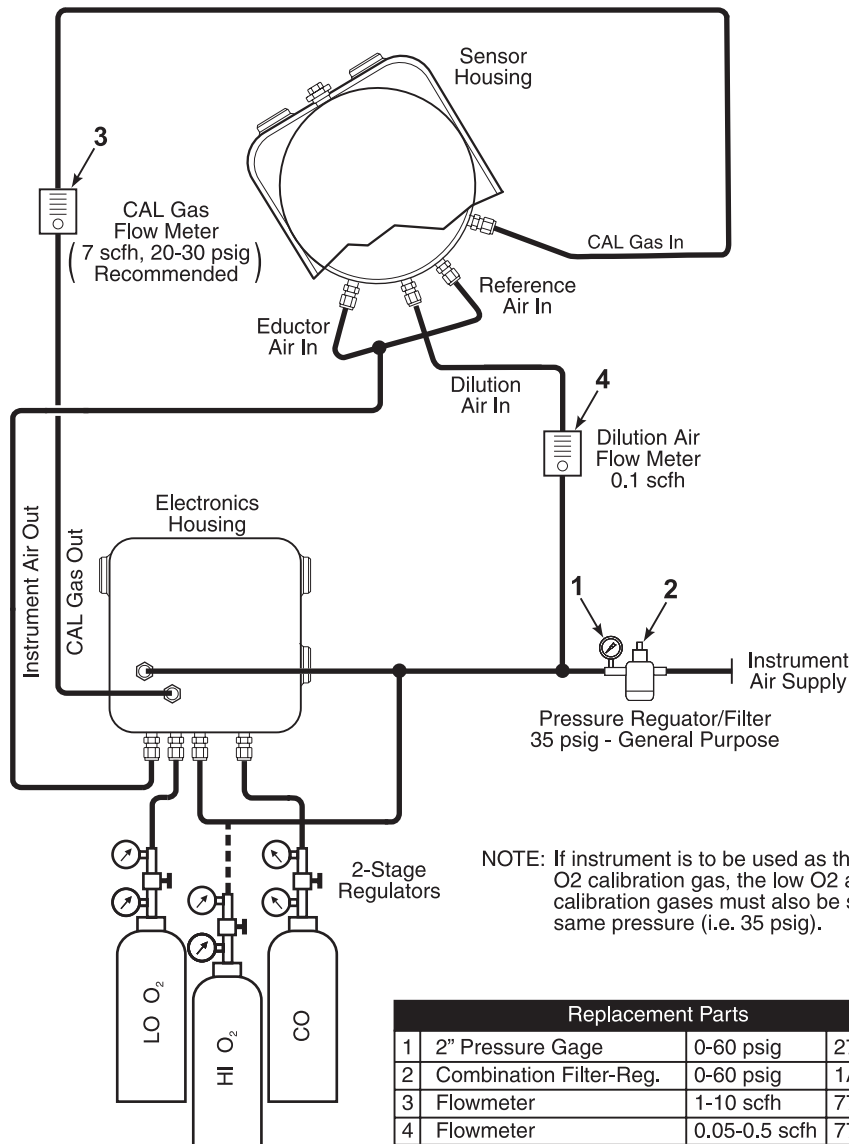 Sensor
Housing
3
CAL Gas
Flow Meter
( 7 scfh, 20-30 psig )
Recommended
CAL Gas In
Reference
Air In
Eductor
Air In
Dilution
Air In
4
Dilution Air
Flow Meter
0.1 scfh
Electronics
Housing
Instrument Air Out
CAL Gas Out
1
2
Instrument
Air Supply
Pressure Reguator/Filter
35 psig - General Purpose
2-Stage
Regulators
NOTE: If instrument is to be used as
O2 calibration gas, the low O2
calibration gases must also be
same pressure (i.e. 35 psig).
LO O2
HI O2
CO
Replacement Parts
1 2" Pressure Gage 0-60 psig
2 Combination Filter-Reg. 0-60 psig
3 Flowmeter 1-10 scfh
4 Flowmeter 0.05-0.5 scfh